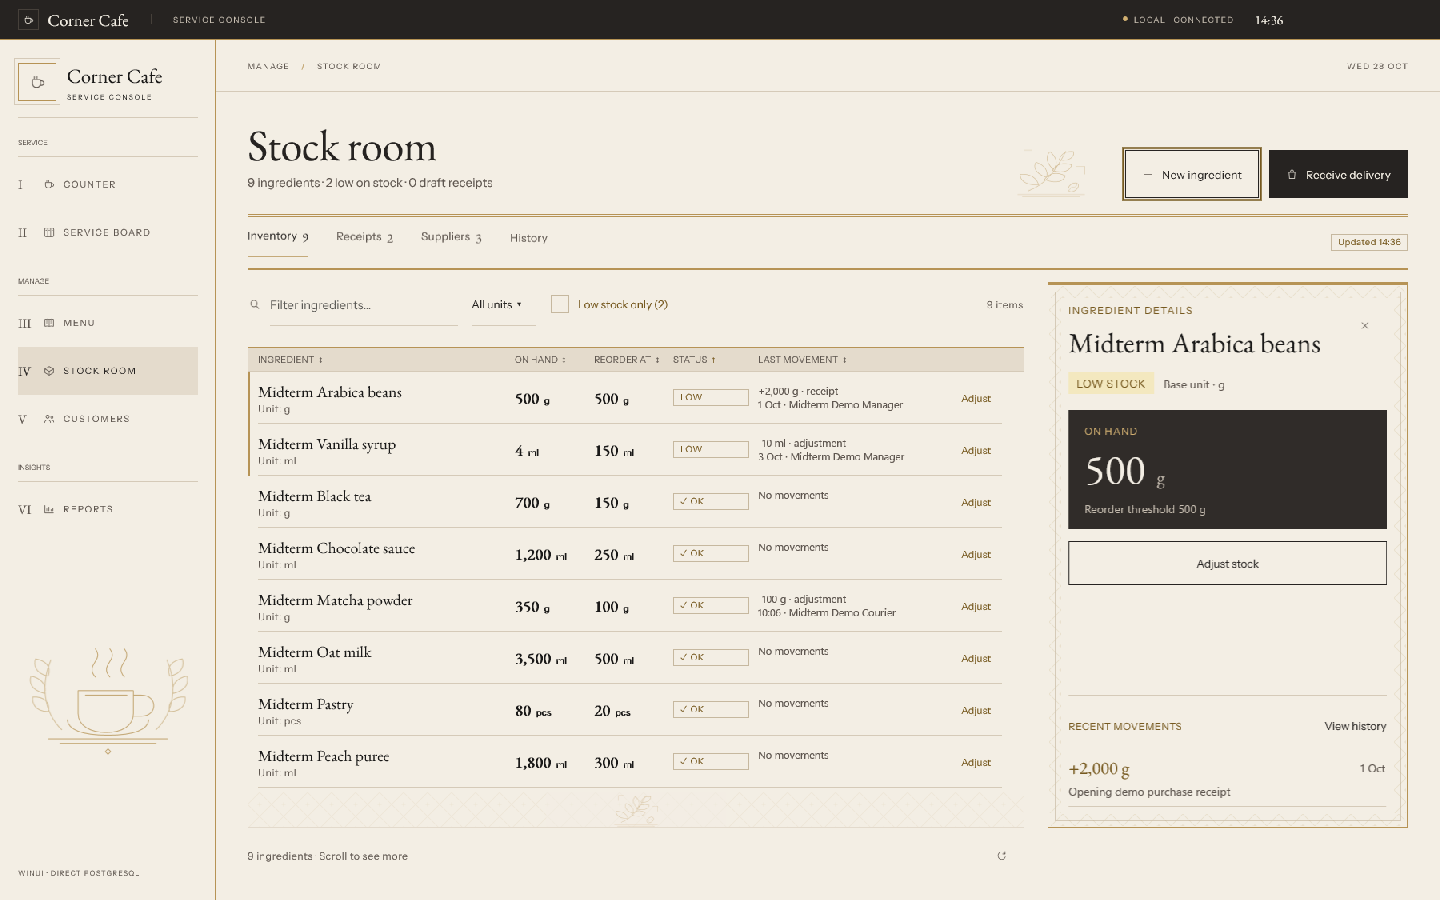 Corner Cafe
SERVICE CONSOLE
LOCAL CONNECTED
14:36
Corner Cafe
SERVICE CONSOLE
SERVICE
I COUNTER
II SERVICE BOARD
MANAGE
III MENU
IV STOCK ROOM
V CUSTOMERS
INSIGHTS
VI REPORTS
WINUI · DIRECT POSTGRESQL
MANAGE / STOCK ROOM
WED 28 OCT
Stock room
9 ingredients · 2 low on stock · 0 draft receipts
New ingredient
Receive delivery
Inventory 9 Receipts 2 Suppliers 3 History
Updated 14:36
Filter ingredients... All units Low stock only (2) 9 items
INGREDIENT ON HAND REORDER AT STATUS LAST MOVEMENT
Midterm Arabica beans 500 g 500 g LOW +2,000 g · receipt Adjust
Unit: g 1 Oct · Midterm Demo Manager
Midterm Vanilla syrup 4 ml 150 ml LOW 10 ml · adjustment Adjust
Unit: ml 3 Oct · Midterm Demo Manager
Midterm Black tea 700 g 150 g ✓ OK No movements Adjust
Unit: g
Midterm Chocolate sauce 1,200 ml 250 ml ✓ OK No movements Adjust
Unit: ml
Midterm Matcha powder 350 g 100 g ✓ OK 100 g · adjustment Adjust
Unit: g 10:06 · Midterm Demo Courier
Midterm Oat milk 3,500 ml 500 ml ✓ OK No movements Adjust
Unit: ml
Midterm Pastry 80 pcs 20 pcs ✓ OK No movements Adjust
Unit: pcs
Midterm Peach puree 1,800 ml 300 ml ✓ OK No movements Adjust
Unit: ml
9 ingredients Scroll to see more
INGREDIENT DETAILS
Midterm Arabica beans
LOW STOCK Base unit · g
ON HAND
500 g
Reorder threshold 500 g
Adjust stock
RECENT MOVEMENTS View history
+2,000 g 1 Oct
Opening demo purchase receipt